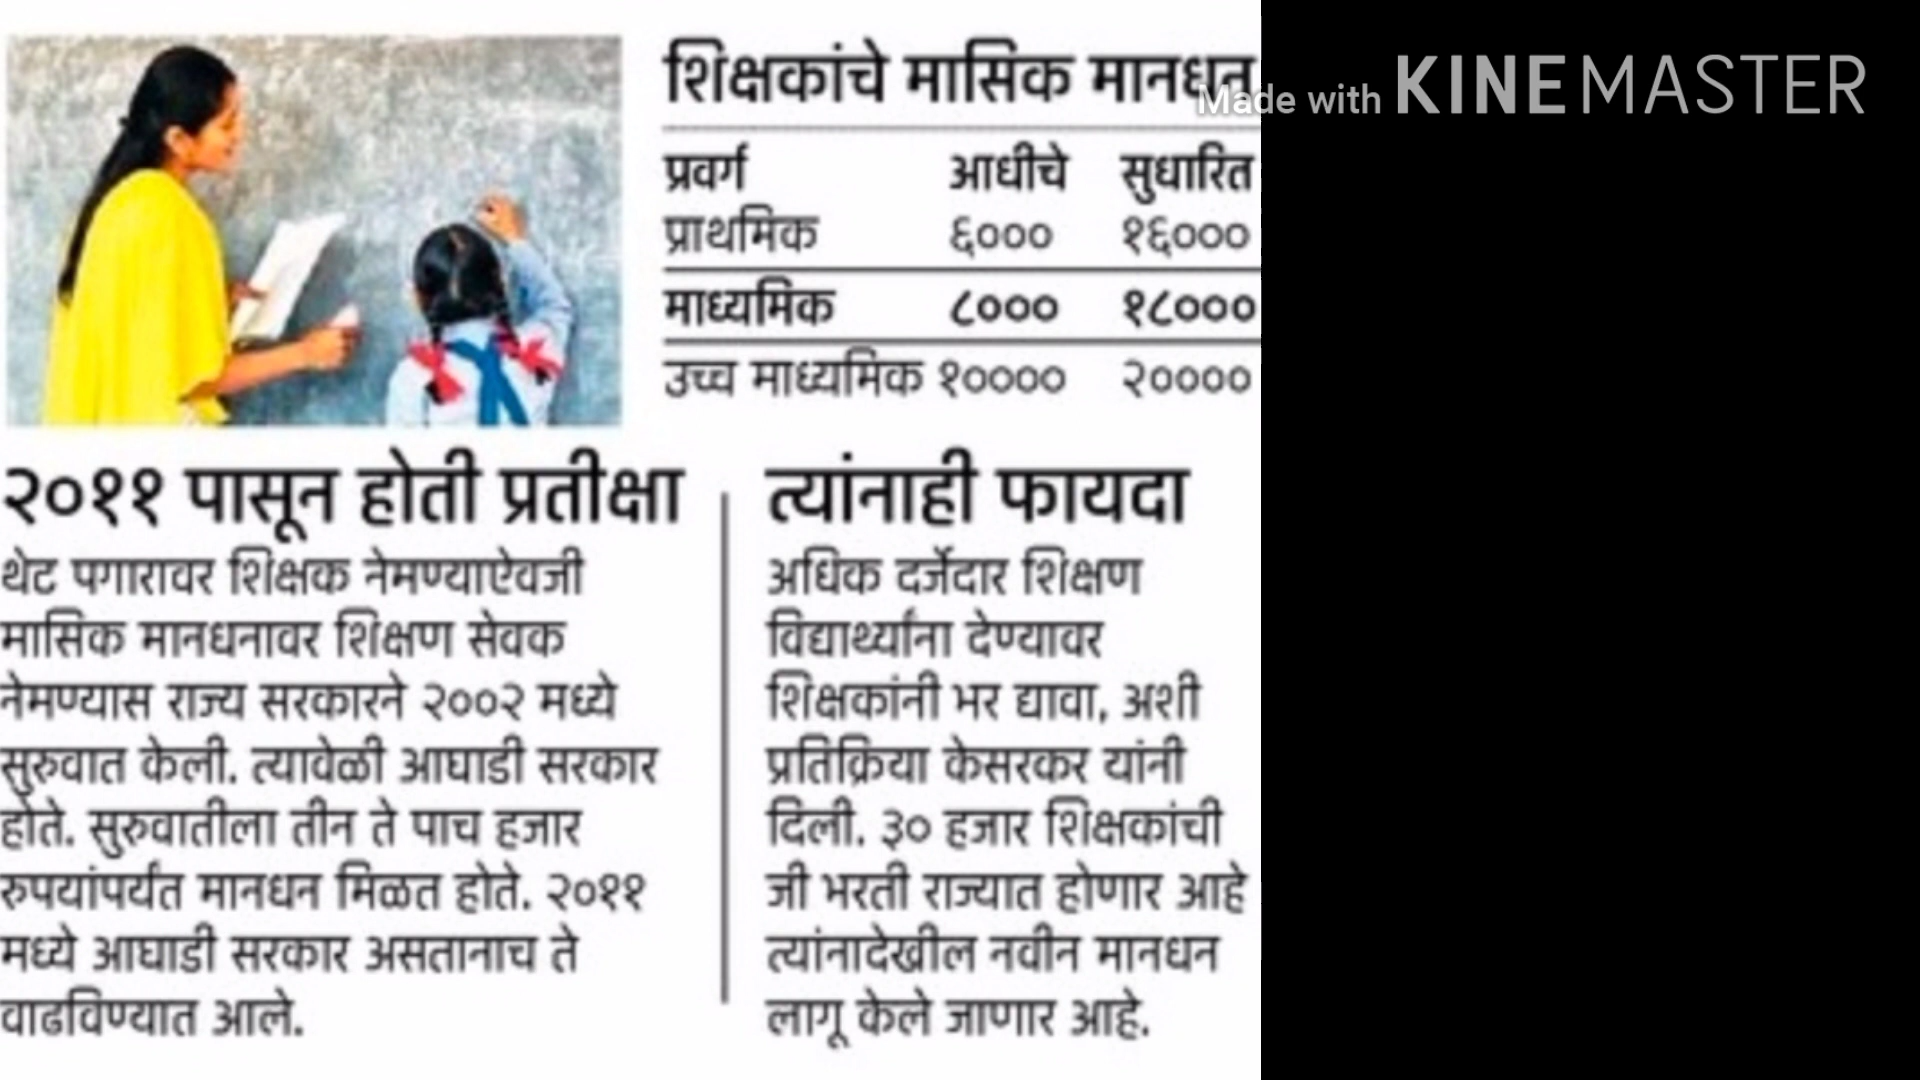 शिक्षकांचे मासिक मानधन
Made with KINEMASTER
प्रवर्ग आधीचे सुधारित
प्राथमिक ६००० १६०००
माध्यमिक ८००० १८०००
उच्च माध्यमिक १०००० २००००
२०११ पासून होती प्रतीक्षा
थेट पगारावर शिक्षक नेमण्याऐवजी
मासिक मानधनावर शिक्षण सेवक
नेमण्यास राज्य सरकारने २००२ मध्ये
सुरुवात केली. त्यावेळी आघाडी सरकार
होते. सुरुवातीला तीन ते पाच हजार
रुपयांपर्यंत मानधन मिळत होते. २०११
मध्ये आघाडी सरकार असतानाच ते
वाढविण्यात आले.
त्यांनाही फायदा
अधिक दर्जेदार शिक्षण
विद्यार्थ्यांना देण्यावर
शिक्षकांनी भर द्यावा, अशी
प्रतिक्रिया केसरकर यांनी
दिली. ३० हजार शिक्षकांची
जी भरती राज्यात होणार आहे
त्यांनादेखील नवीन मानधन
लागू केले जाणार आहे.